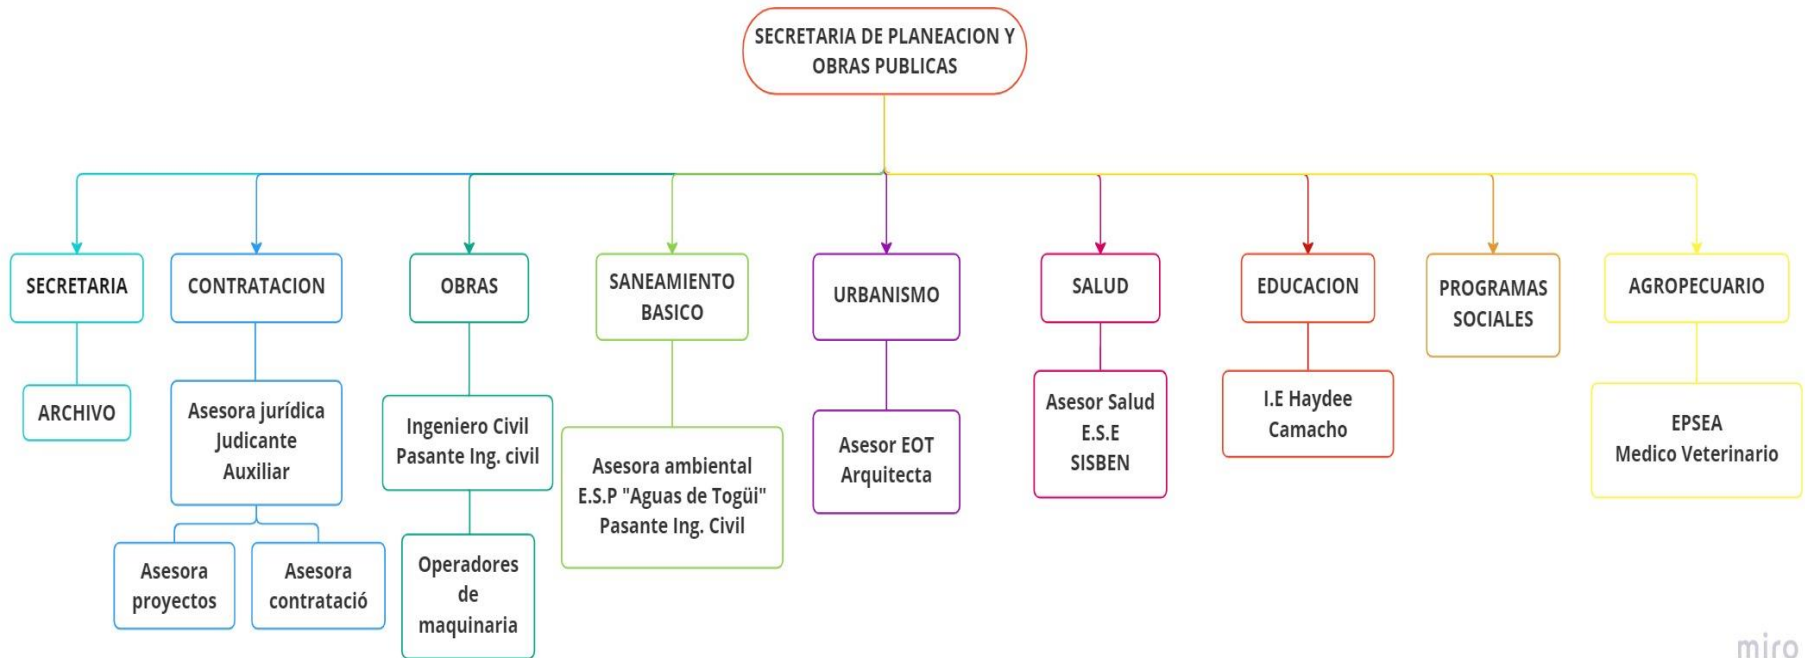 SECRETARIA DE PLANEACION Y
OBRAS PUBLICAS
SECRETARIA
CONTRATACION
OBRAS
SANEAMIENTO
BASICO
URBANISMO
SALUD
EDUCACION
PROGRAMAS
SOCIALES
AGROPECUARIO
ARCHIVO
Asesora jurídica
Judicante
Auxiliar
Ingeniero Civil
Pasante Ing. civil
Asesora ambiental
E.S.P "Aguas de Togüi"
Pasante Ing. Civil
Asesor EOT
Arquitecta
Asesor Salud
E.S.E
SISBEN
I.E Haydee
Camacho
EPSEA
Medico Veterinario
Asesora
proyectos
Asesora
contratació
Operadores
de
maquinaria
miro